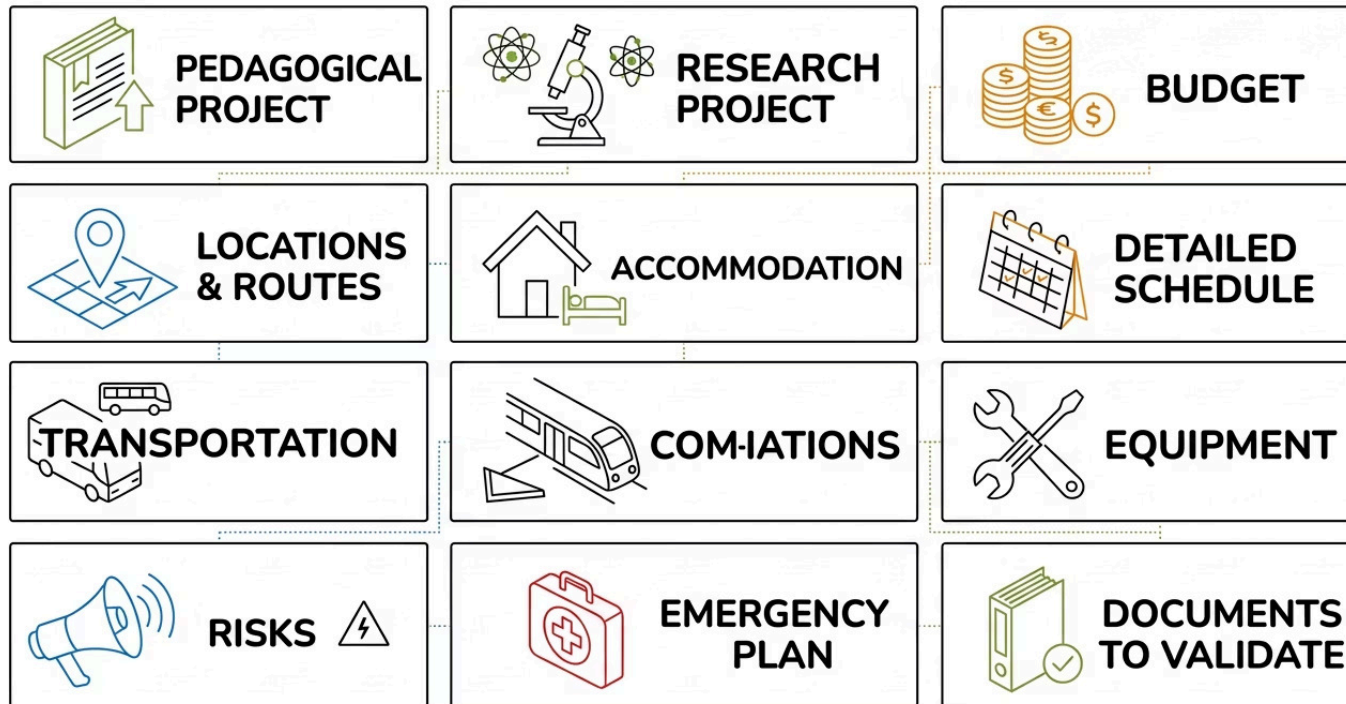 PEDAGOGICAL
PROJECT
RESEARCH
PROJECT
BUDGET
LOCATIONS
& ROUTES
ACCOMMODATION
DETAILED
SCHEDULE
TRANSPORTATION
COM-IATIONS
EQUIPMENT
RISKS
EMERGENCY
PLAN
DOCUMENTS
TO VALIDATE